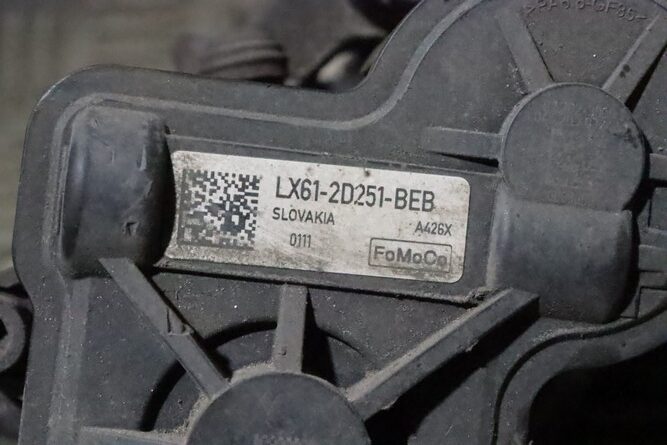 LX61-2D251-BEB
SLOVAKIA
A426X
0111
FoMoCo